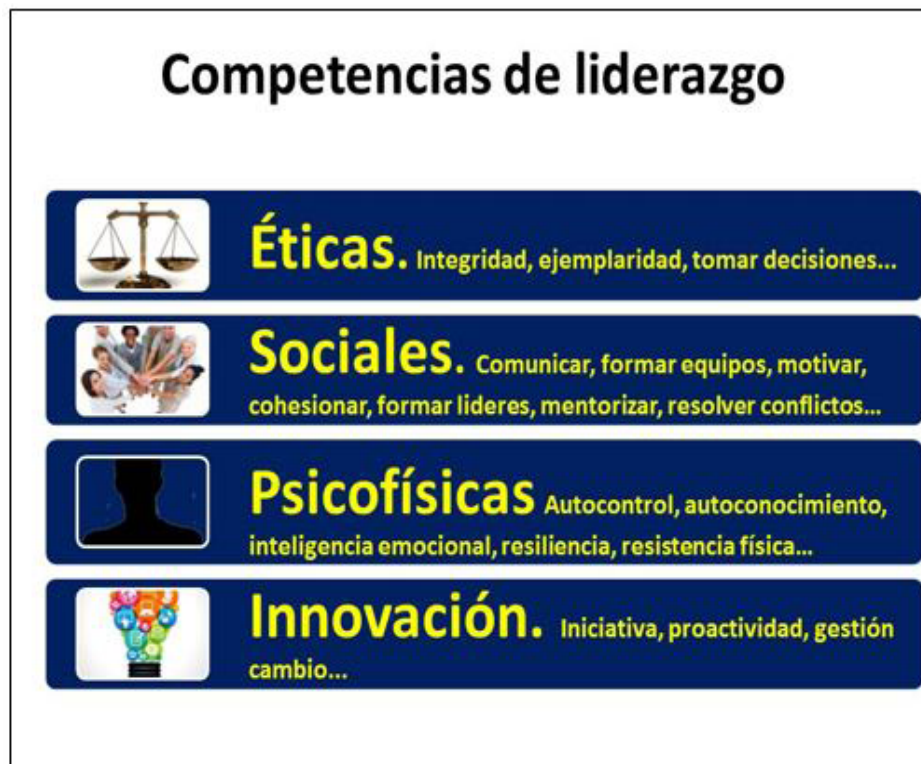 Competencias de liderazgo
Éticas. Integridad, ejemplaridad, tomar decisiones...
Sociales. Comunicar, formar equipos, motivar,
cohesionar, formar lideres, mentorizar, resolver conflictos...
Psicofísicas Autocontrol, autoconocimiento,
inteligencia emocional, resiliencia, resistencia física...
Innovación. Iniciativa, proactividad, gestión
cambio...